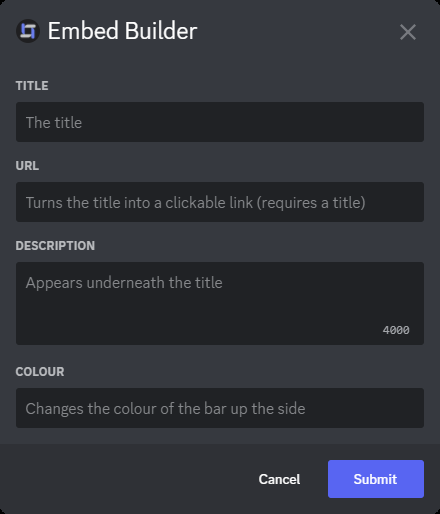 Embed Builder
TITLE
The title
URL
Turns the title into a clickable link (requires a title)
DESCRIPTION
Appears underneath the title
4000
COLOUR
Changes the colour of the bar up the side
Cancel Submit